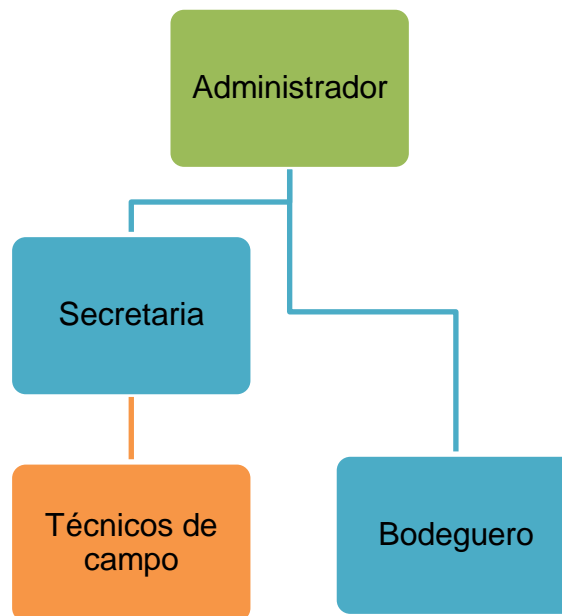 Administrador
Secretaria
Técnicos de
campo
Bodeguero